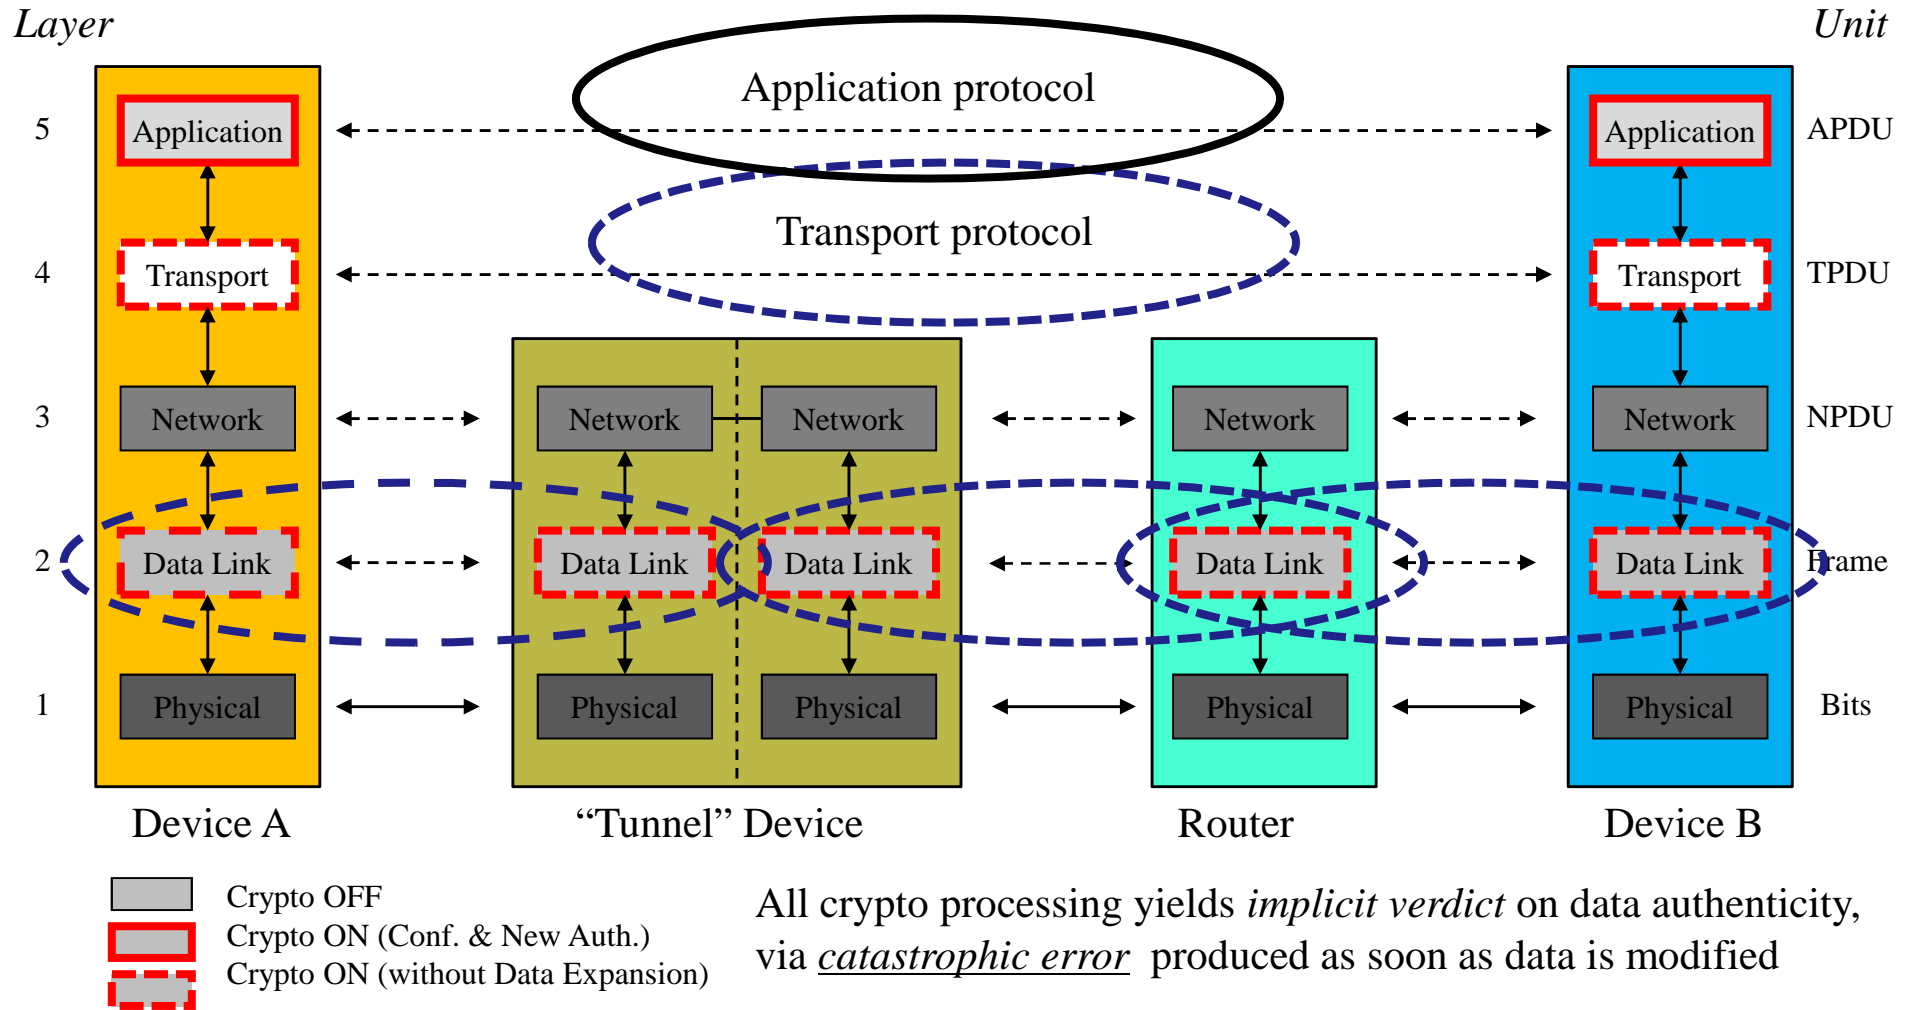 Layer
Unit
Application protocol
5
Application
Application
APDU
Transport protocol
4
Transport
Transport
TPDU
3
Network
Network
Network
Network
Network
NPDU
2
Data Link
Data Link
Data Link
Data Link
Data Link
Frame
1
Physical
Physical
Physical
Physical
Physical
Bits
Device A
“Tunnel” Device
Router
Device B
Crypto OFF
Crypto ON (Conf. & New Auth.)
Crypto ON (without Data Expansion)
All crypto processing yields implicit verdict on data authenticity,
via catastrophic error produced as soon as data is modified